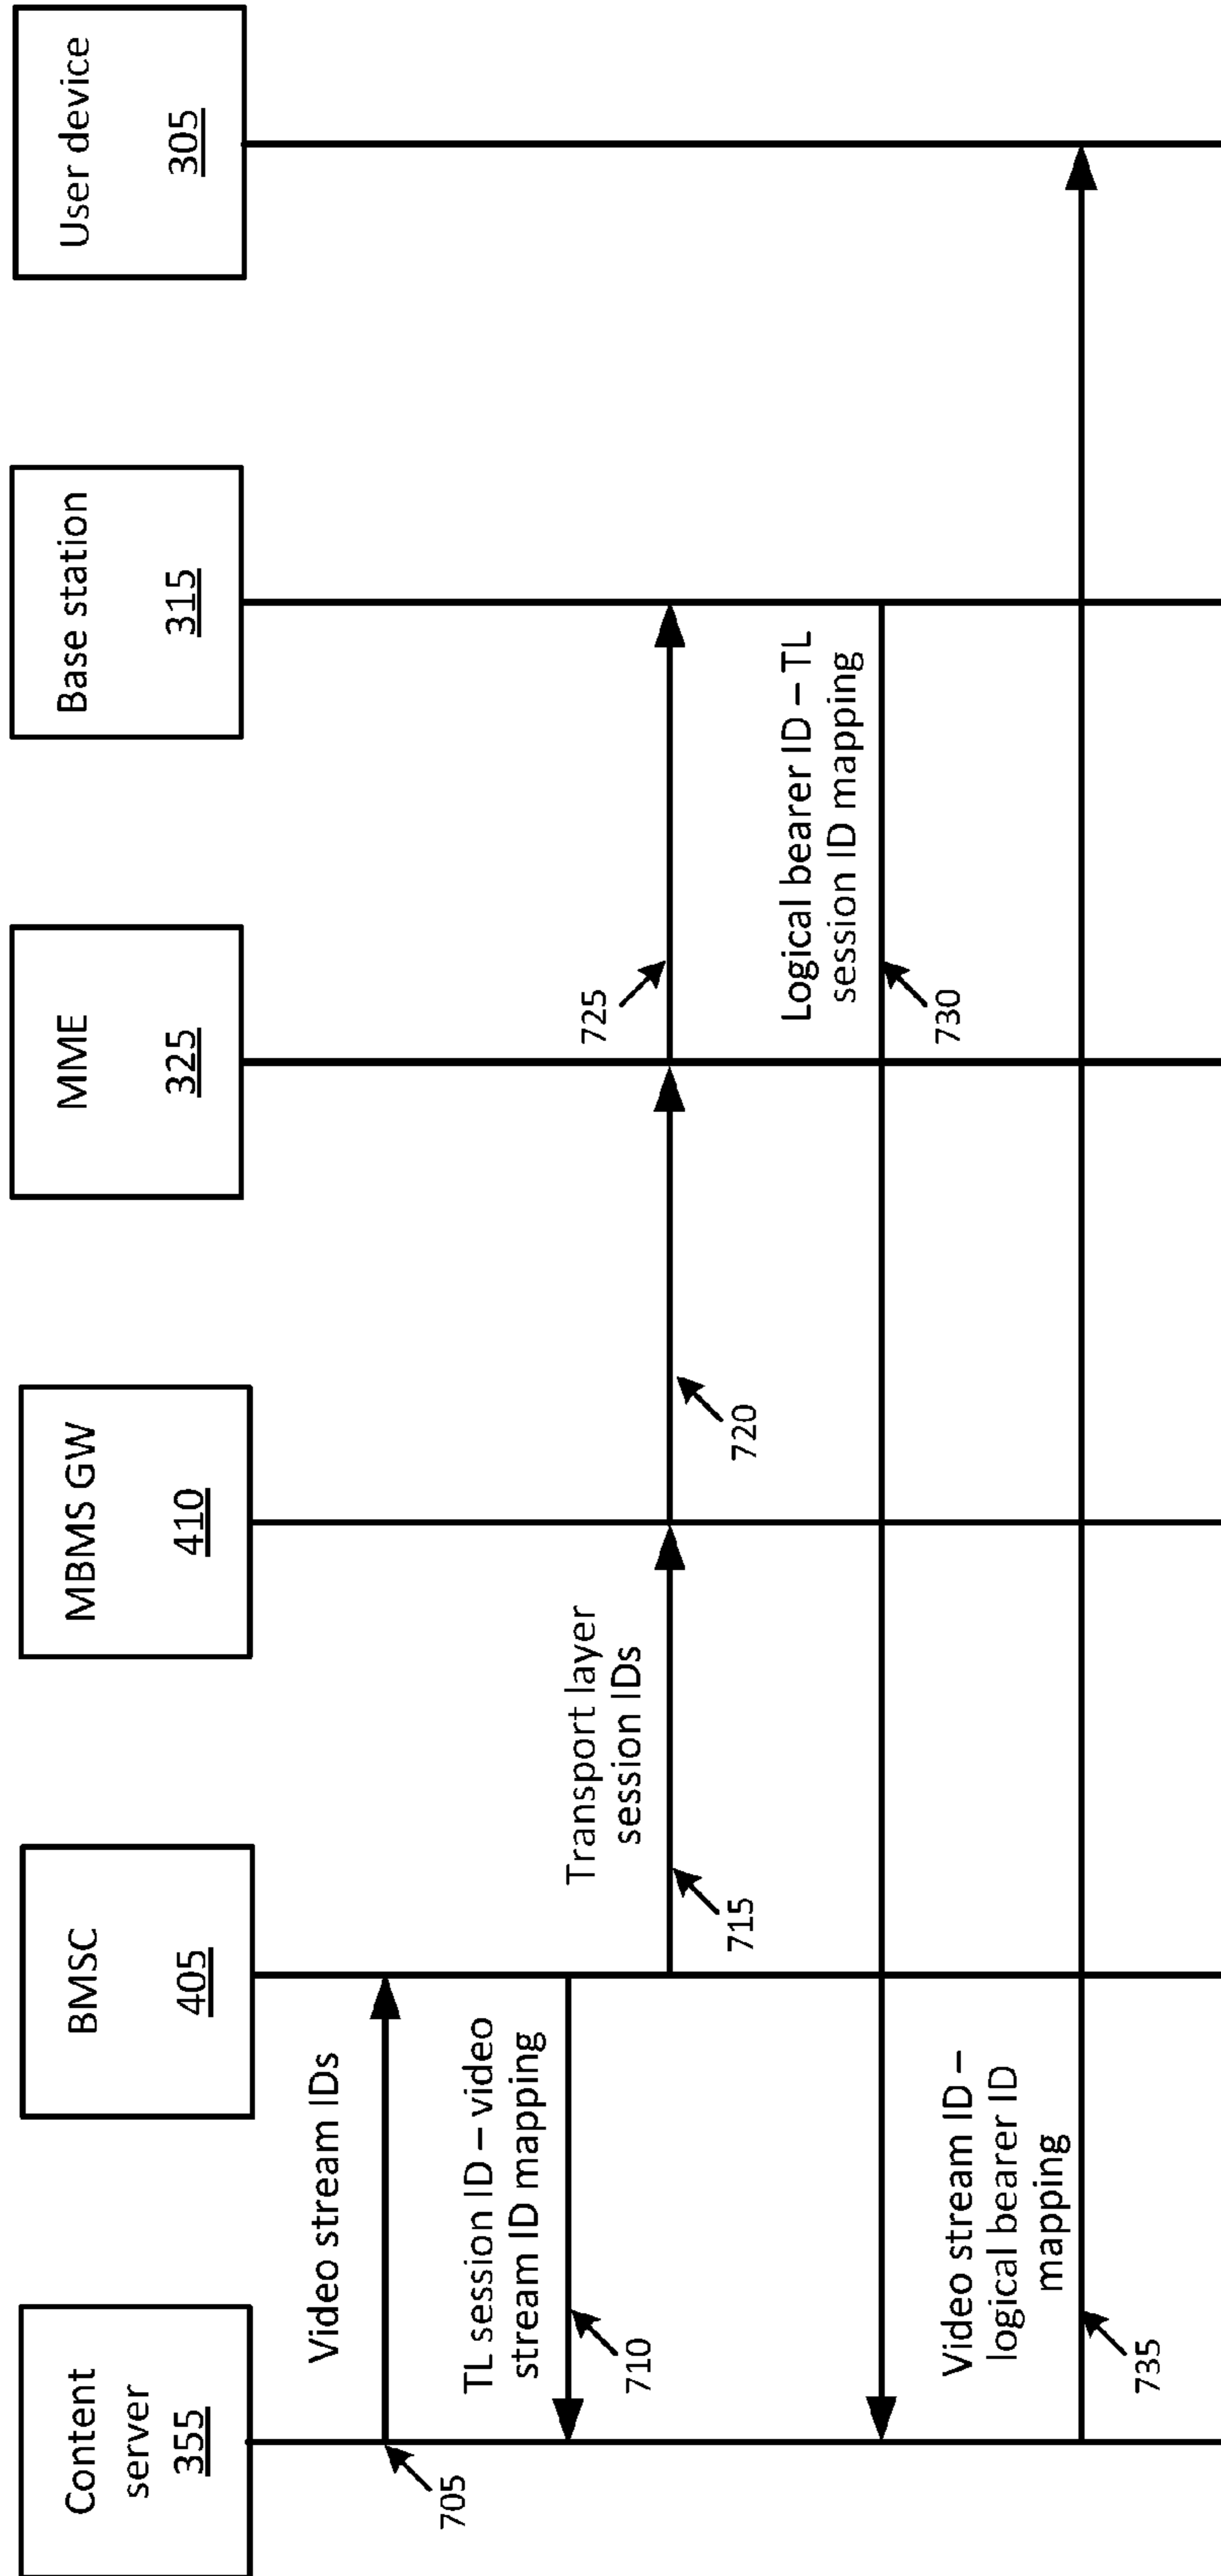 Content
server
355
BMSC
405
MBMS GW
410
MME
325
Base station
315
User device
305
Video stream IDs
705
TL session ID – video
stream ID mapping
710
Transport layer
session IDs
715
720
725
Logical bearer ID – TL
session ID mapping
730
Video stream ID –
logical bearer ID
mapping
735